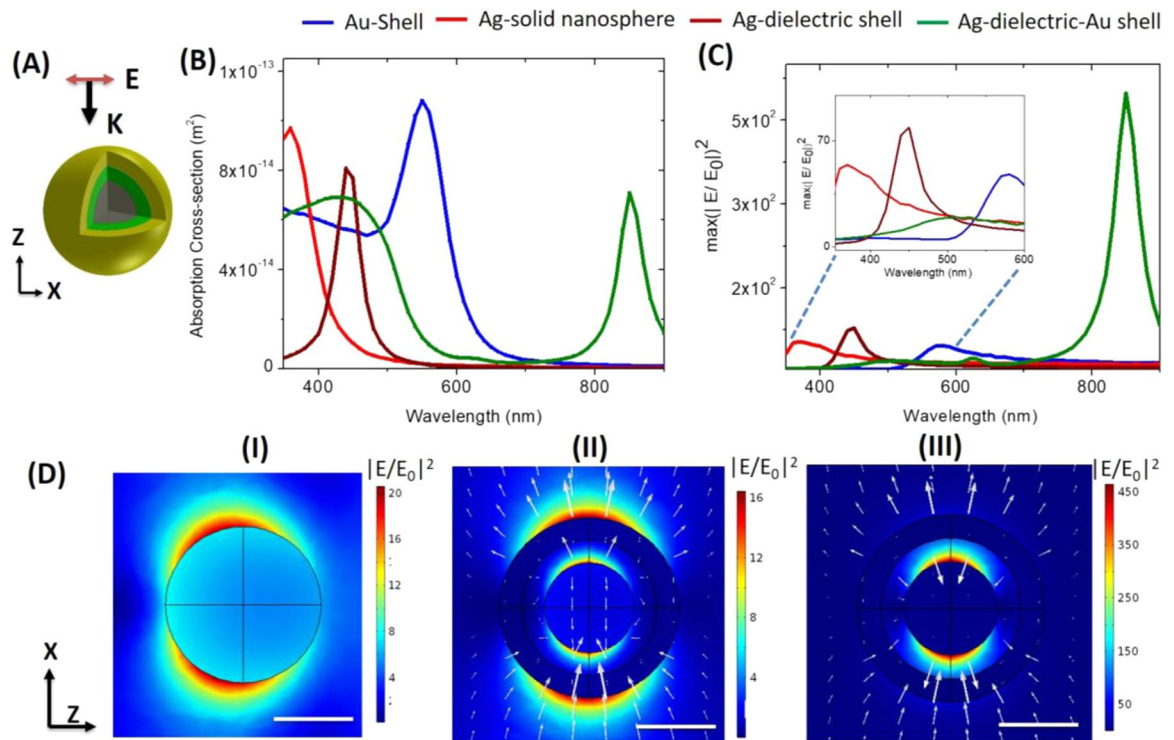 Au-Shell Ag-solid nanosphere Ag-dielectric shell Ag-dielectric-Au shell
(A)
E
K
Z
X
(B)
1x10⁻¹³
8x10⁻¹⁴
4x10⁻¹⁴
0
Absorption Cross-section (m²)
400 600 800
Wavelength (nm)
(C)
5x10²
3x10²
2x10²
max(| E/ E₀|)²
400 600 800
Wavelength (nm)
70
0
max(| E/ E₀|)²
400 500 600
Wavelength (nm)
(D)
(I)
|E/E₀|²
20
16
12
8
4
(II)
|E/E₀|²
16
12
8
4
(III)
|E/E₀|²
450
350
250
150
50
X
Z